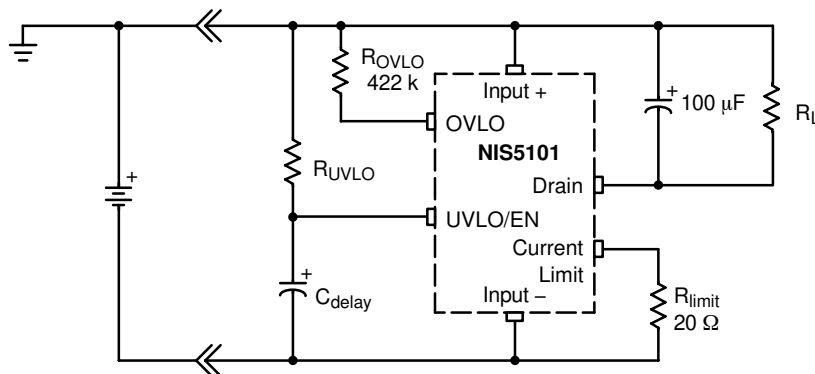 R_OVLO
422 k
Input +
OVLO
NIS5101
+
100 μF
R_L
R_UVLO
Drain
+
UVLO/EN
Current
Limit
+
C_delay
Input –
R_limit
20 Ω